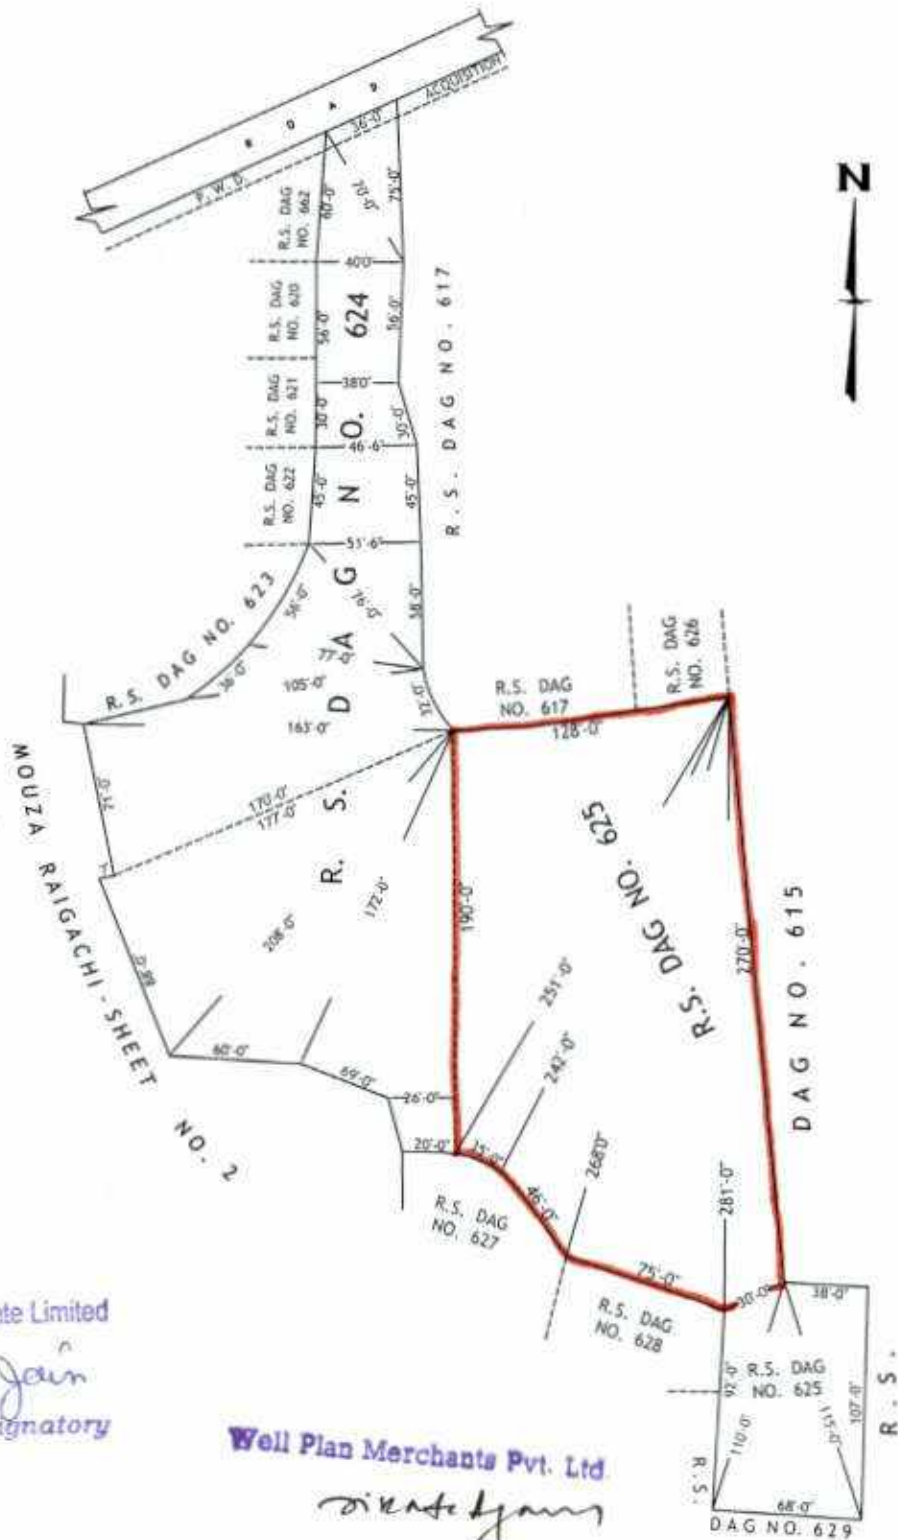 ROAD
P.W.D.
ACQUISITION
36'-0"
N
R.S. DAG
NO. 662
60'-0"
70'-0"
75'-0"
40'0"
R.S. DAG
NO. 620
56'-0"
624
56'-0"
R.S. DAG NO. 617
38'0"
R.S. DAG
NO. 621
30'-0"
30'-0"
46'-6"
R.S. DAG
NO. 622
45'-0"
45'-0"
R.S. DAG NO.
R.S. DAG NO. 623
56'-0"
58'-0"
77'-0"
36'-0"
105'-0"
163'-0"
32'-0"
R.S. DAG
NO. 617
R.S. DAG
NO. 626
128'-0"
MOUZA RAIGACHI - SHEET NO. 2
170'-0"
177'-0"
R.S. DAG NO. 625
172'-0"
190'-0"
208'-0"
88'-0"
270'-0"
DAG NO. 615
251'-0"
242'-0"
60'-0"
69'-0"
26'-0"
20'-0"
15'-0"
46'-0"
268'0"
281'-0"
R.S. DAG
NO. 627
75'-0"
30'-0"
38'-0"
R.S. DAG
NO. 628
92'-0"
R.S. DAG
NO. 625
107'-0"
115'-0"
110'-0"
R.S.
R.S.
68'-0"
DAG NO. 629
Limited
Jain
Well Plan Merchants Pvt. Ltd